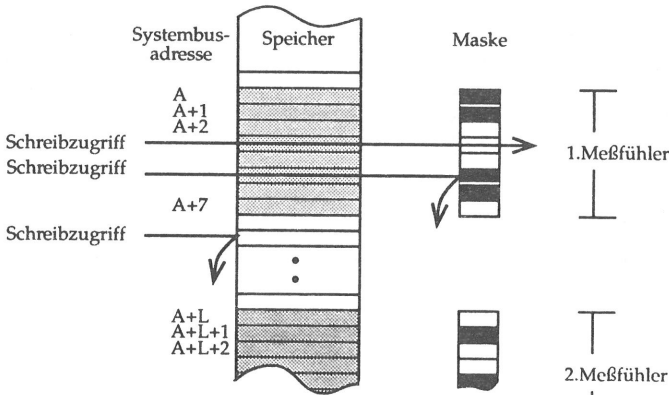 Systembus-
adresse
Speicher
Maske
A
A+1
A+2
Schreibzugriff
Schreibzugriff
1.Meßfühler
A+7
Schreibzugriff
A+L
A+L+1
A+L+2
2.Meßfühler